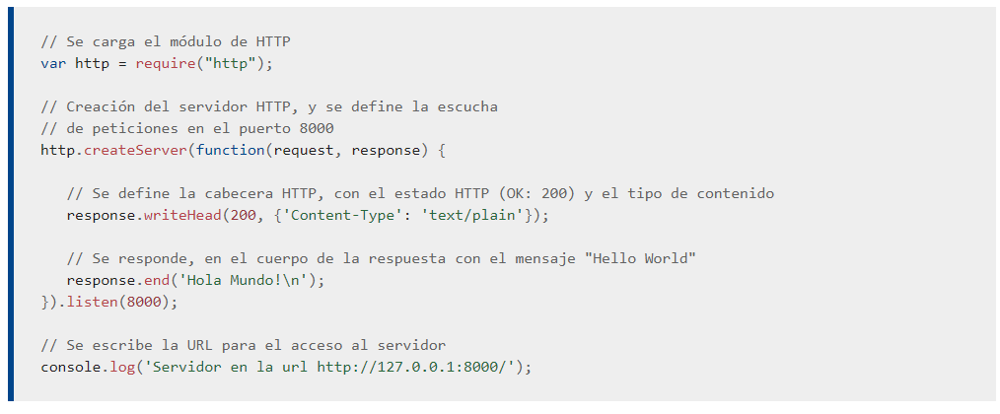 // Se carga el módulo de HTTP
var http = require("http");
// Creación del servidor HTTP, y se define la escucha
// de peticiones en el puerto 8000
http.createServer(function(request, response) {
// Se define la cabecera HTTP, con el estado HTTP (OK: 200) y el tipo de contenido
response.writeHead(200, {'Content-Type': 'text/plain'});
// Se responde, en el cuerpo de la respuesta con el mensaje "Hello World"
response.end('Hola Mundo!\n');
}).listen(8000);
// Se escribe la URL para el acceso al servidor
console.log('Servidor en la url http://127.0.0.1:8000/');